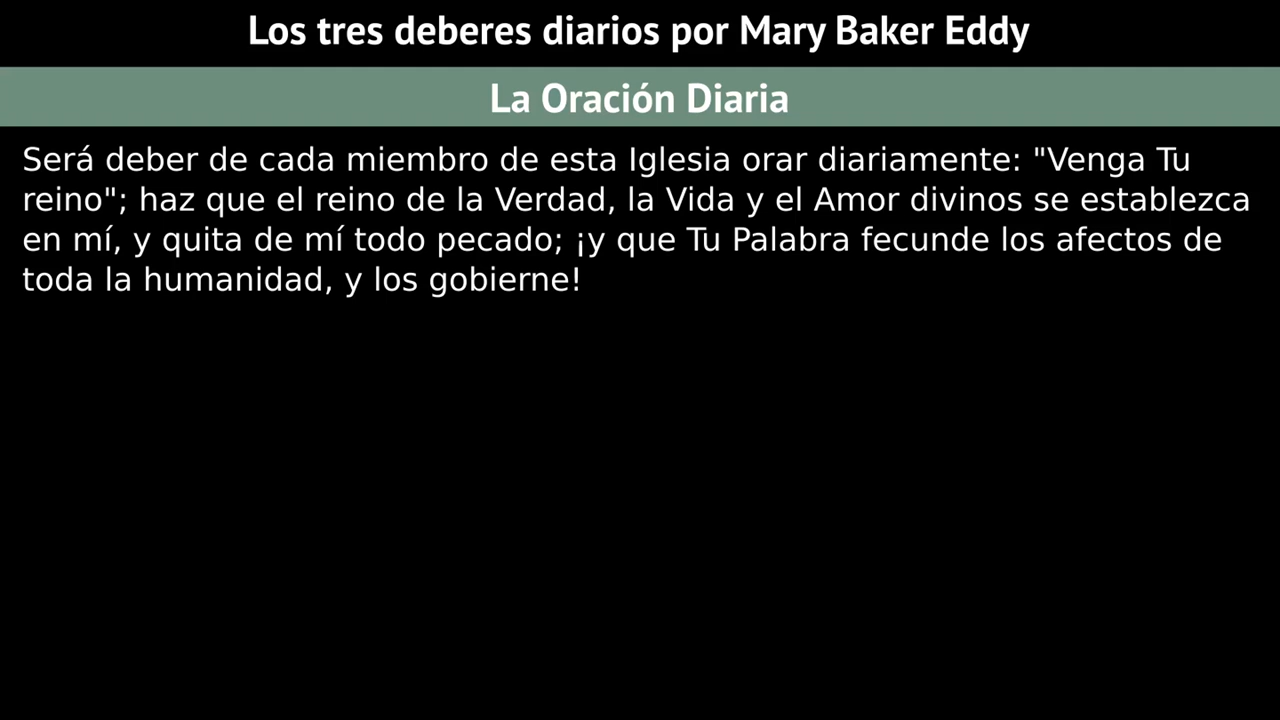 Los tres deberes diarios por Mary Baker Eddy
La Oración Diaria
Será deber de cada miembro de esta Iglesia orar diariamente: "Venga Tu
reino"; haz que el reino de la Verdad, la Vida y el Amor divinos se establezca
en mí, y quita de mí todo pecado; ¡y que Tu Palabra fecunde los afectos de
toda la humanidad, y los gobierne!